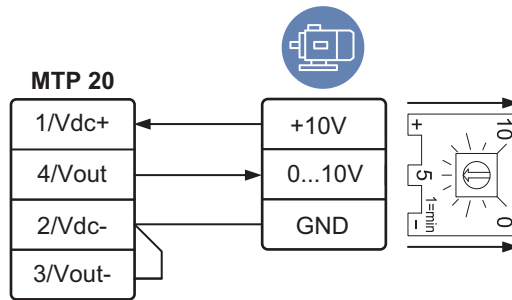 MTP 20
1/Vdc+
4/Vout
2/Vdc-
3/Vout-
+10V
0...10V
GND
+ 10
5
1=min
- 0